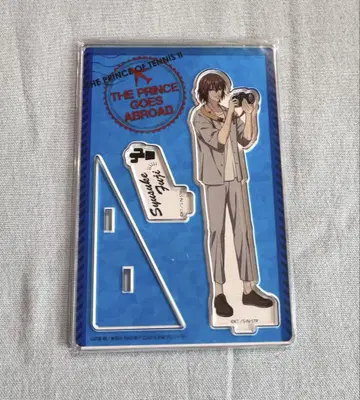 THE PRINCE OF TENNIS II
THE PRINCE
GOES
ABROAD
Syusuke
Fuji